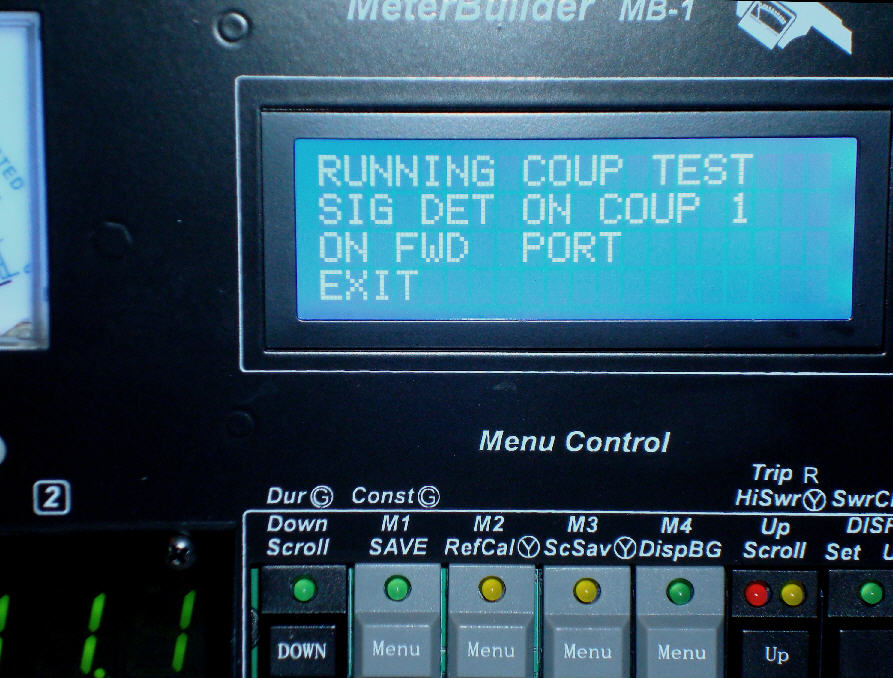 MeterBuilder MB-1
RUNNING COUP TEST
SIG DET ON COUP 1
ON FWD PORT
EXIT
Menu Control
2
Trip R
Dur G Const G HiSwr Y
Down M1 M2 M3 M4 Up
Scroll SAVE RefCal Y ScSav Y DispBG Scroll Set
DOWN Menu Menu Menu Menu Up